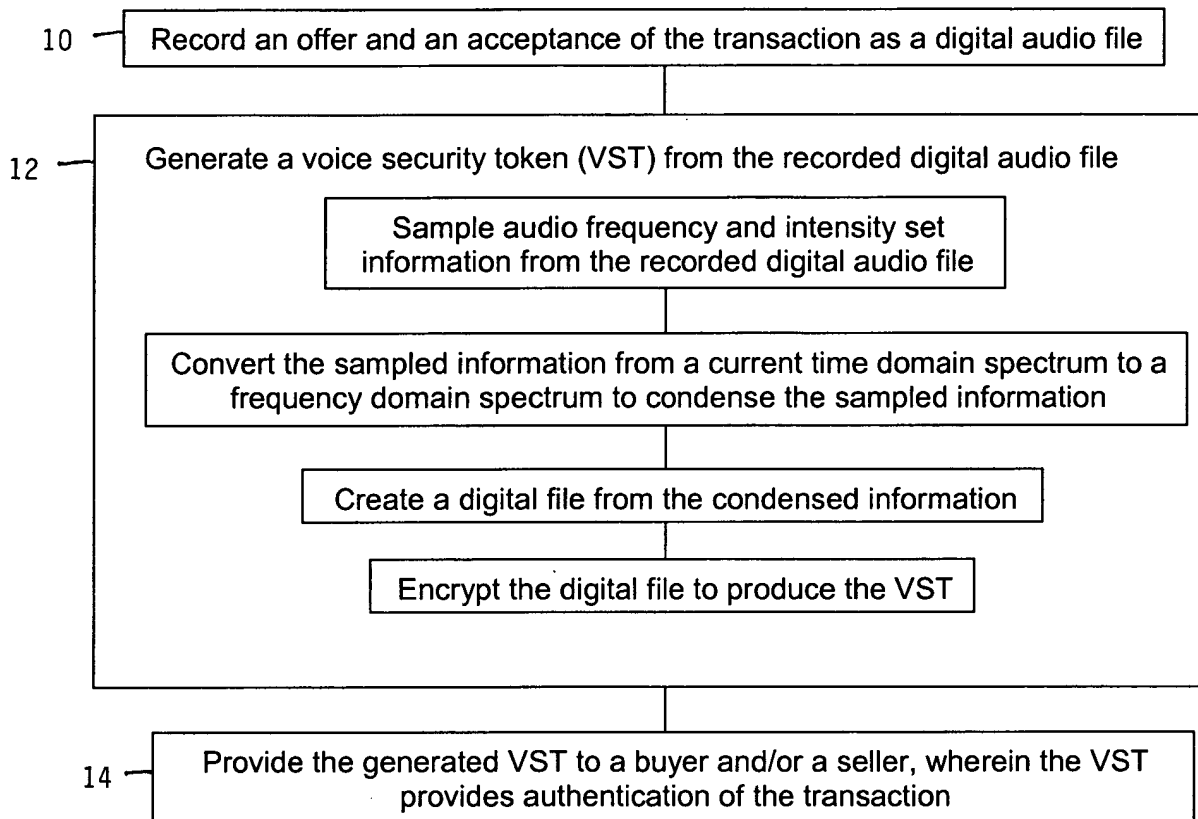 10
Record an offer and an acceptance of the transaction as a digital audio file
12
Generate a voice security token (VST) from the recorded digital audio file
Sample audio frequency and intensity set
information from the recorded digital audio file
Convert the sampled information from a current time domain spectrum to a
frequency domain spectrum to condense the sampled information
Create a digital file from the condensed information
Encrypt the digital file to produce the VST
14
Provide the generated VST to a buyer and/or a seller, wherein the VST
provides authentication of the transaction